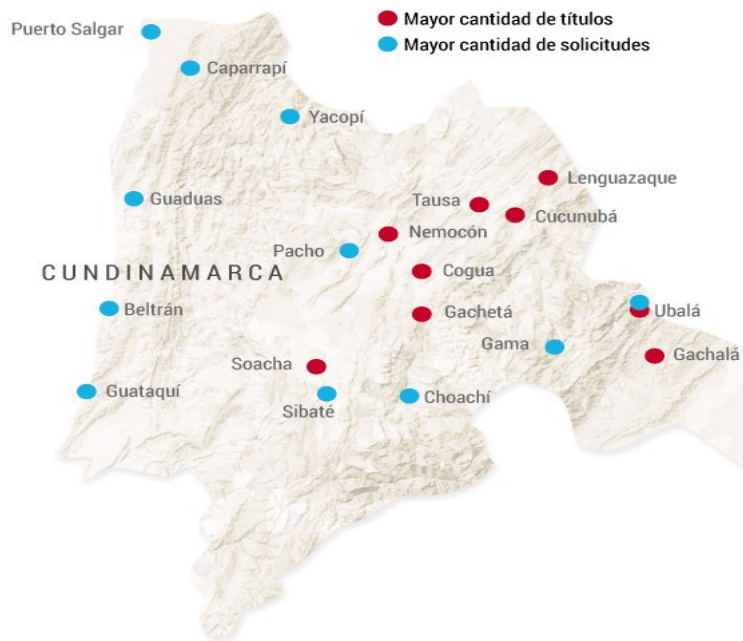 Mayor cantidad de títulos
Mayor cantidad de solicitudes
Puerto Salgar
Caparrapí
Yacopí
Lenguazaque
Guaduas
Tausa
Cucunubá
Nemocón
Pacho
CUNDINAMARCA
Cogua
Beltrán
Gachetá
Ubalá
Gama
Gachalá
Soacha
Guataquí
Sibaté
Choachí